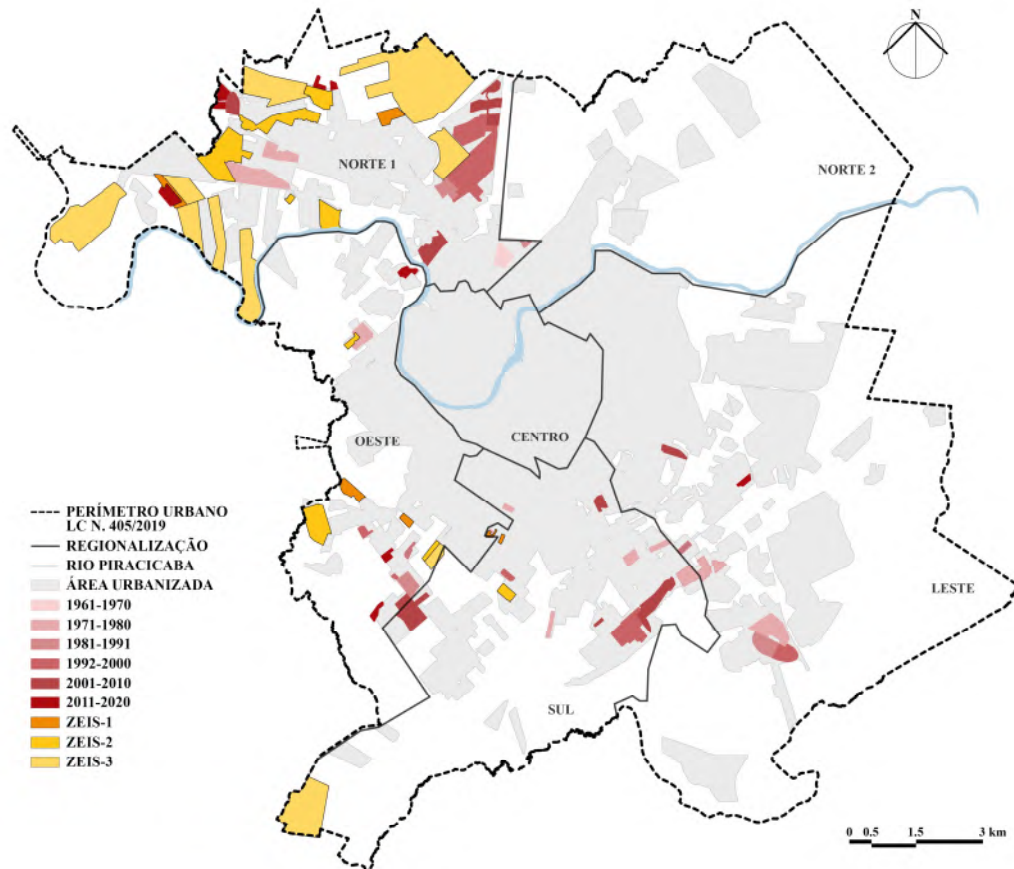 N
NORTE 1
NORTE 2
OESTE
CENTRO
LESTE
SUL
PERÍMETRO URBANO
LC N. 405/2019
REGIONALIZAÇÃO
RIO PIRACICABA
ÁREA URBANIZADA
1961-1970
1971-1980
1981-1991
1992-2000
2001-2010
2011-2020
ZEIS-1
ZEIS-2
ZEIS-3
0 0.5 1.5 3 km